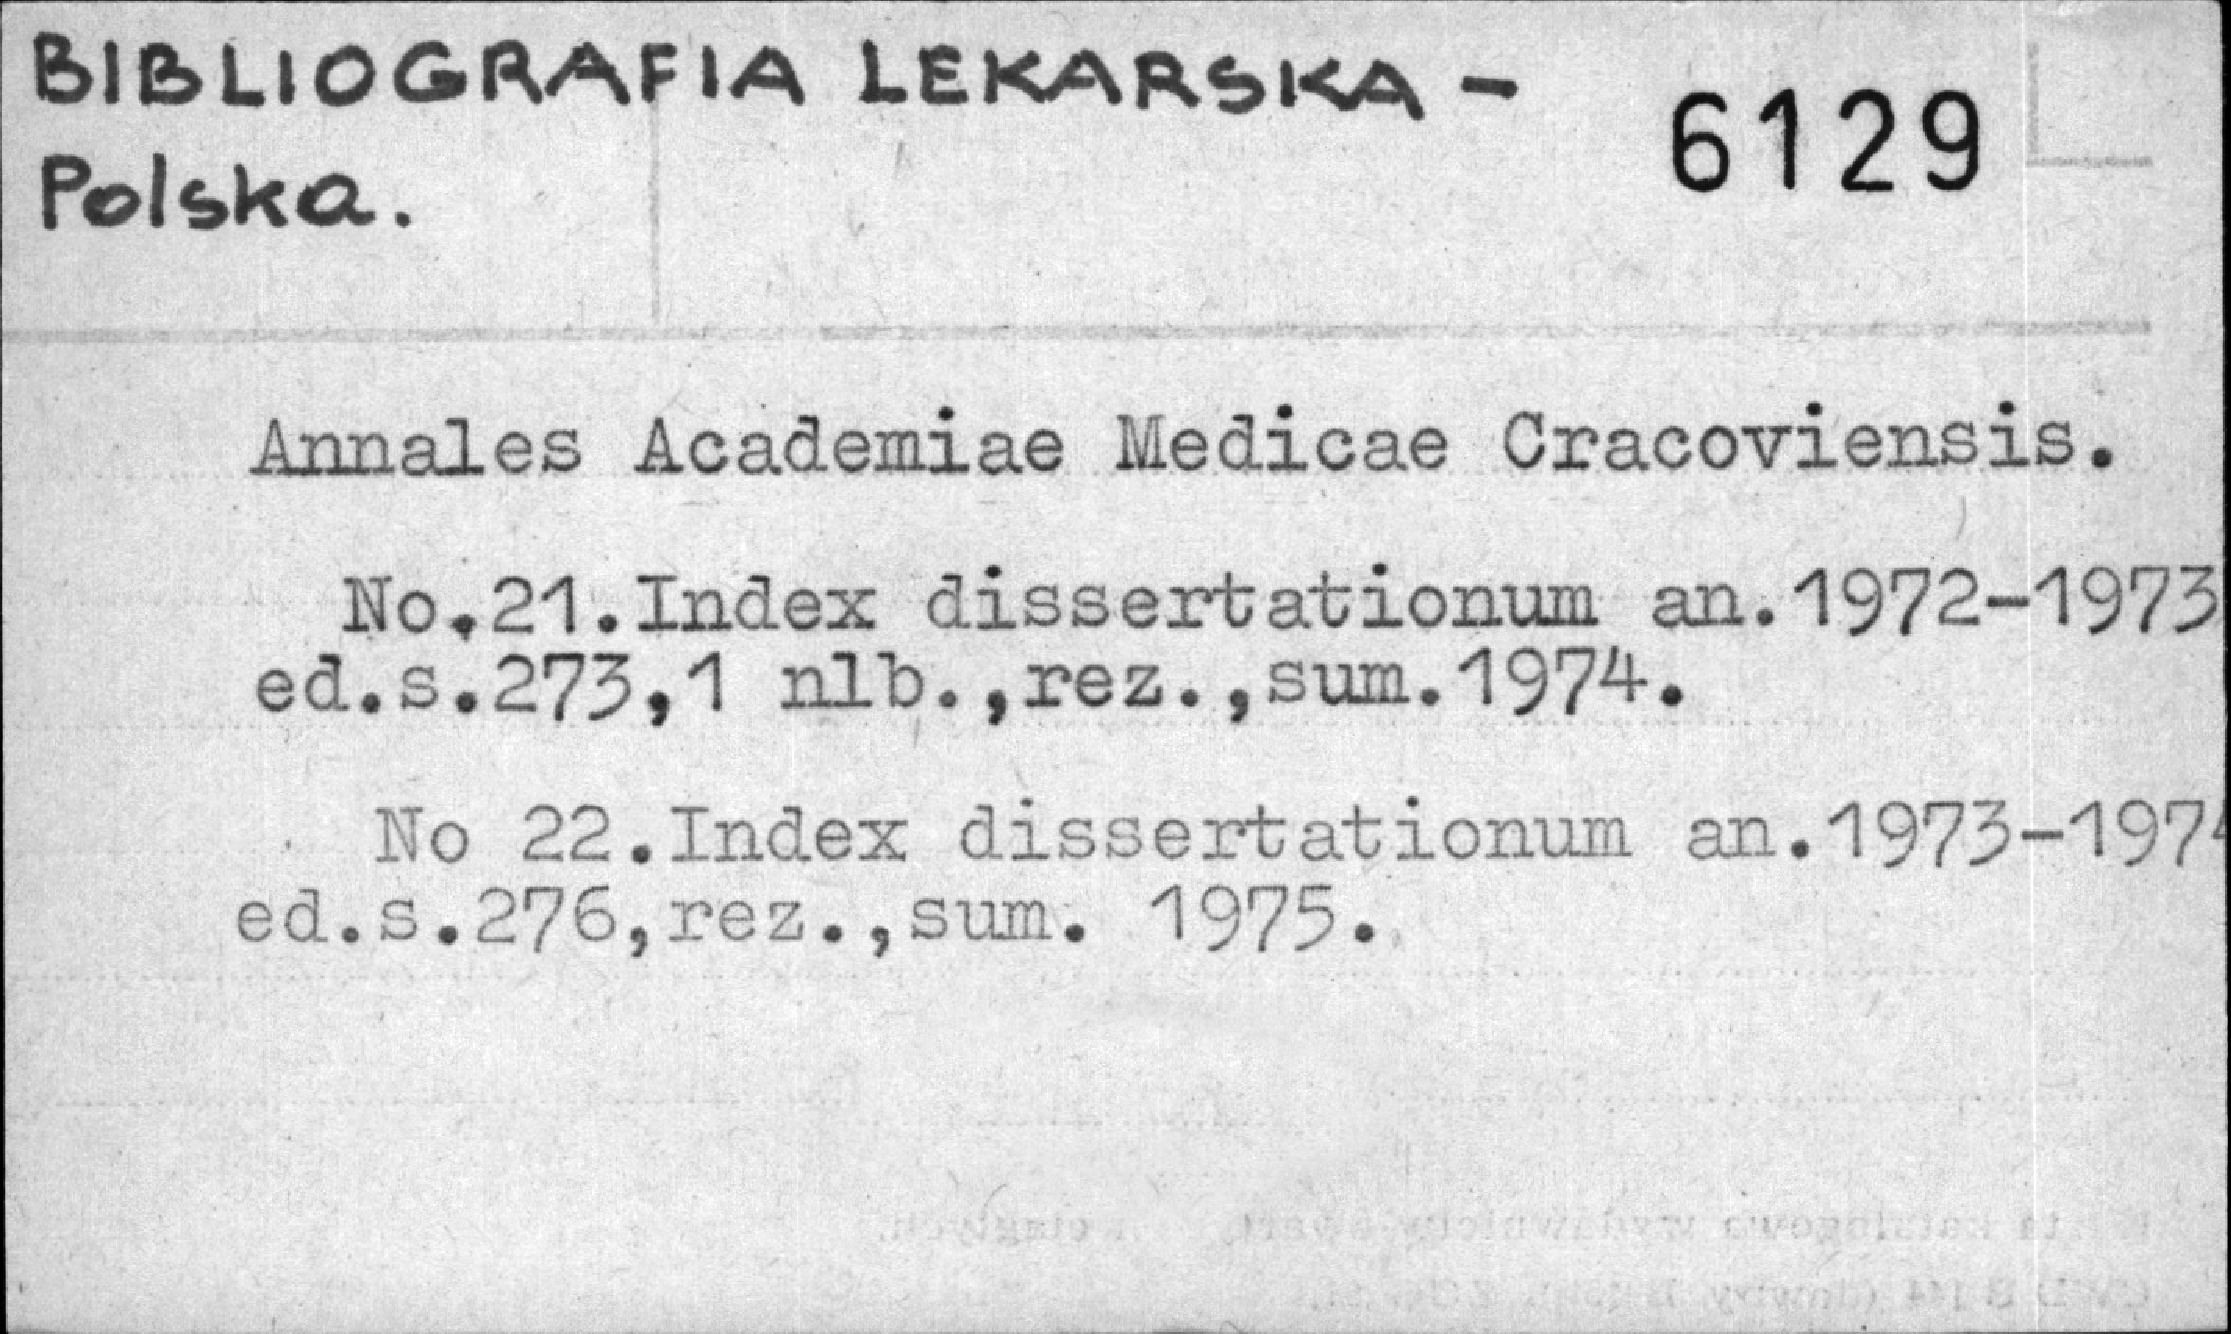 BIBLIOGRAFIA LEKARSKA -
Polska.
6129
Annales Academiae Medicae Cracoviensis.
No.21.Index dissertationum an.1972-1973
ed.s.273,1 nlb.,rez.,sum.1974.
No 22.Index dissertationum an.1973-1974
ed.s.276,rez.,sum. 1975.